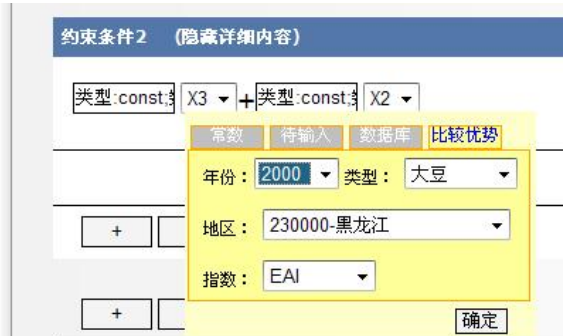 约束条件2 (隐藏详细内容)
类型:const; X3 + 类型:const; X2
常数 待输入 数据库 比较优势
年份： 2000 类型： 大豆
地区： 230000-黑龙江
+
指数： EAI
+
确定